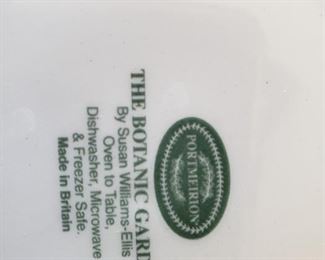 PORTMEIRION
THE BOTANIC GARD
By Susan Williams-Ellis
Oven to Table,
Dishwasher, Microwave
& Freezer Safe.
Made in Britain